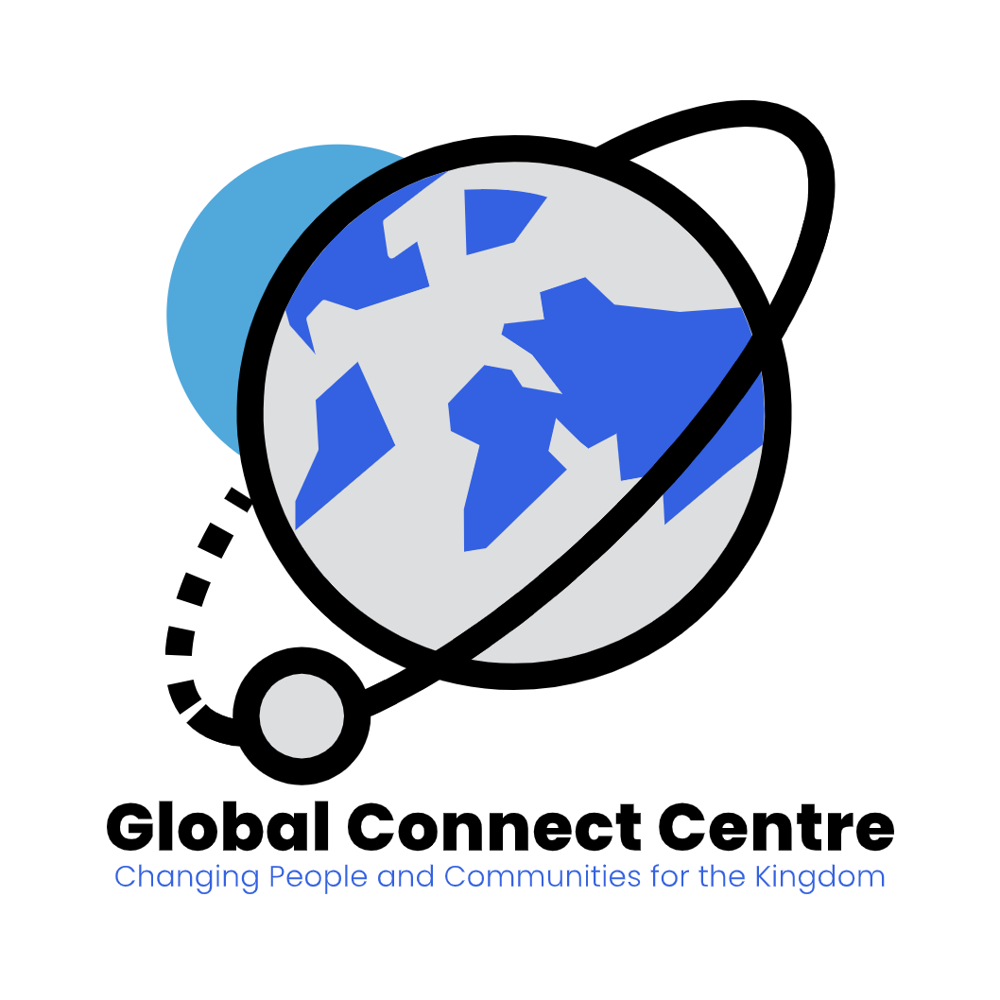 Global Connect Centre
Changing People and Communities for the Kingdom